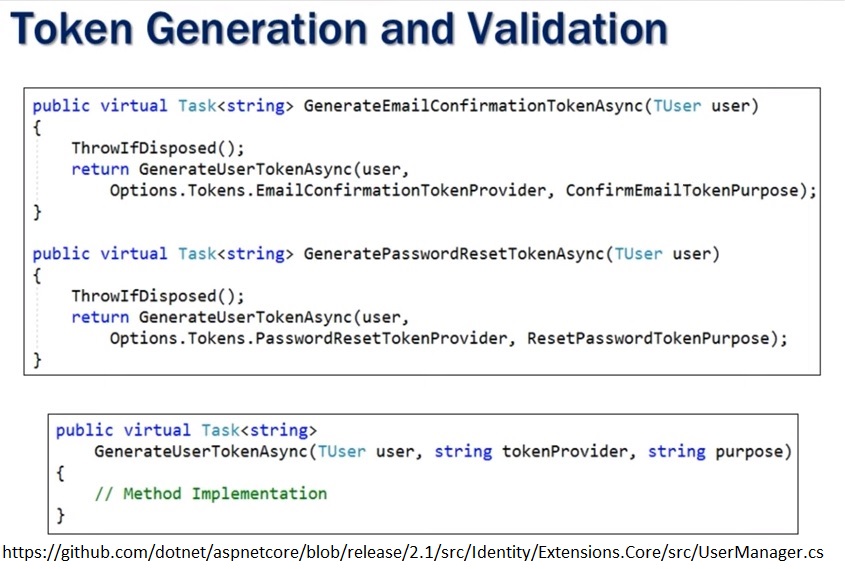 Token Generation and Validation
public virtual Task<string> GenerateEmailConfirmationTokenAsync(TUser user)
{
ThrowIfDisposed();
return GenerateUserTokenAsync(user,
Options.Tokens.EmailConfirmationTokenProvider, ConfirmEmailTokenPurpose);
}
public virtual Task<string> GeneratePasswordResetTokenAsync(TUser user)
{
ThrowIfDisposed();
return GenerateUserTokenAsync(user,
Options.Tokens.PasswordResetTokenProvider, ResetPasswordTokenPurpose);
}
public virtual Task<string>
GenerateUserTokenAsync(TUser user, string tokenProvider, string purpose)
{
// Method Implementation
}
https://github.com/dotnet/aspnetcore/blob/release/2.1/src/Identity/Extensions.Core/src/UserManager.cs